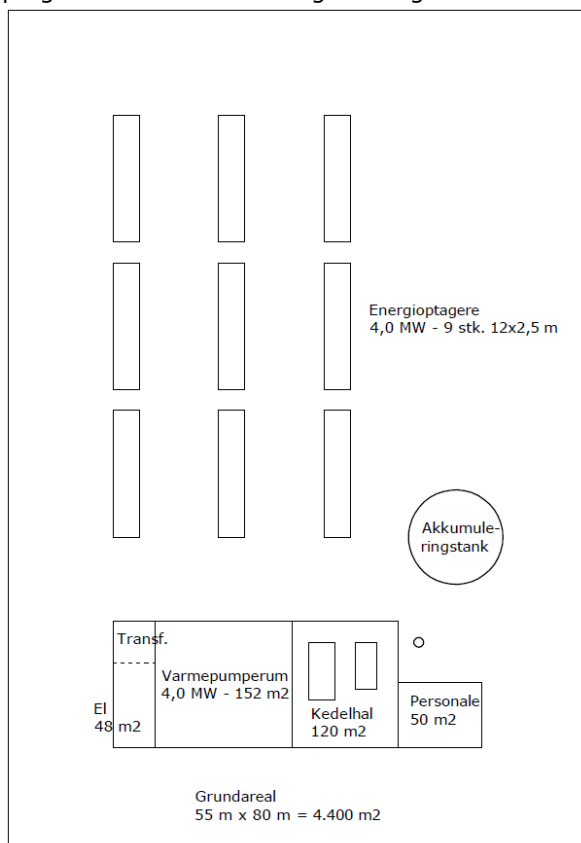 Energioptagere
4,0 MW - 9 stk. 12x2,5 m
Akkumule-
ringstank
Transf.
Varmepumperum
4,0 MW - 152 m2
El
48 m2
Kedelhal
120 m2
Personale
50 m2
Grundareal
55 m x 80 m = 4.400 m2